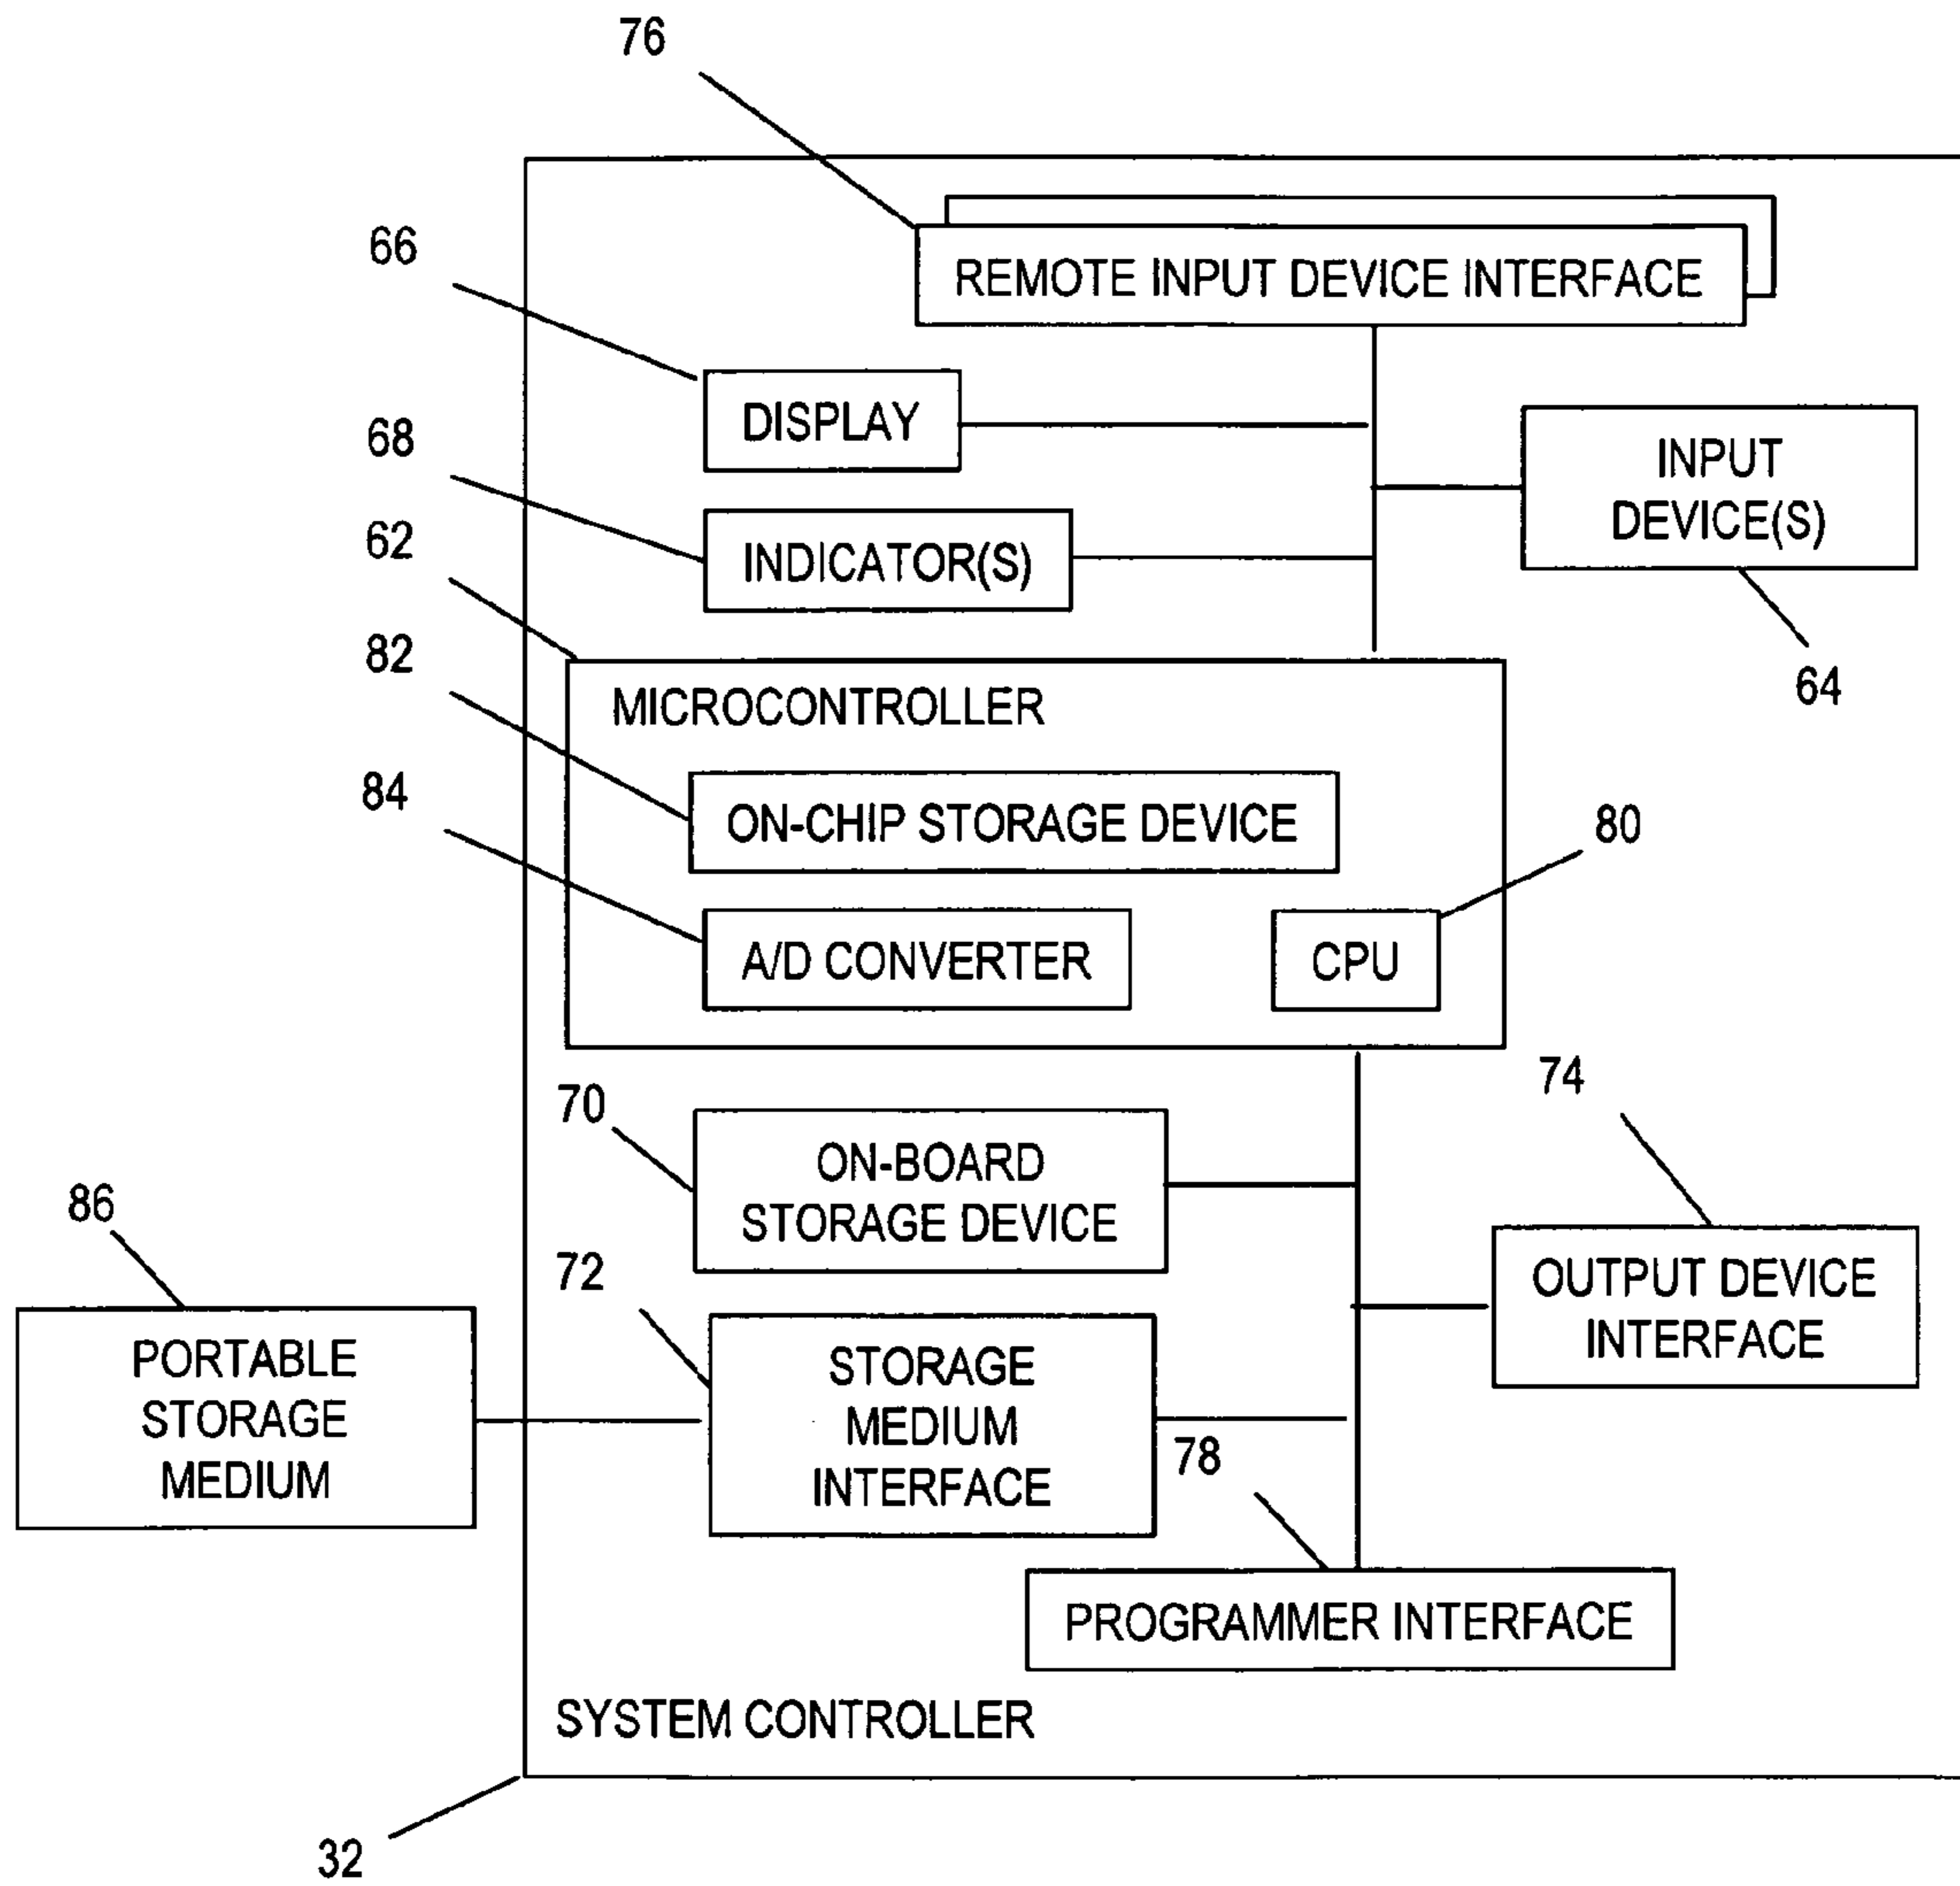 76
REMOTE INPUT DEVICE INTERFACE
66
DISPLAY
68
INPUT
DEVICE(S)
62
INDICATOR(S)
82
64
MICROCONTROLLER
84
ON-CHIP STORAGE DEVICE
80
A/D CONVERTER
CPU
70
74
ON-BOARD
STORAGE DEVICE
86
72
OUTPUT DEVICE
INTERFACE
PORTABLE
STORAGE
MEDIUM
STORAGE
MEDIUM
INTERFACE
78
PROGRAMMER INTERFACE
SYSTEM CONTROLLER
32